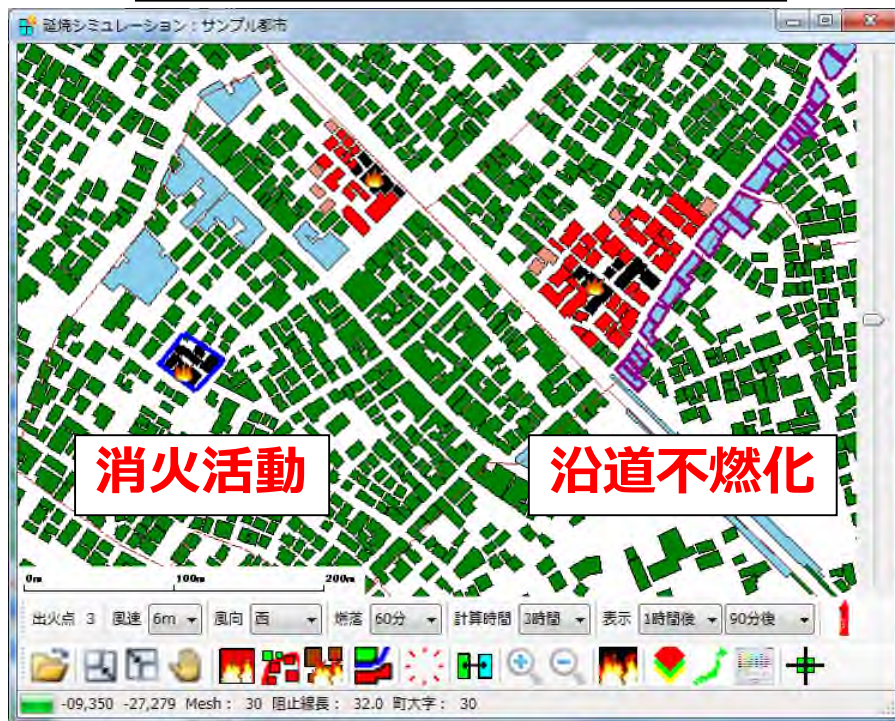 延焼シミュレーション：サンプル都市
消火活動
沿道不燃化
0m 100m 200m
出火点 3 風速 6m 風向 西 燃落 60分 計算時間 3時間 表示 1時間後 90分後
-09,350 -27,279 Mesh： 30 阻止線長： 32.0 町大字： 30